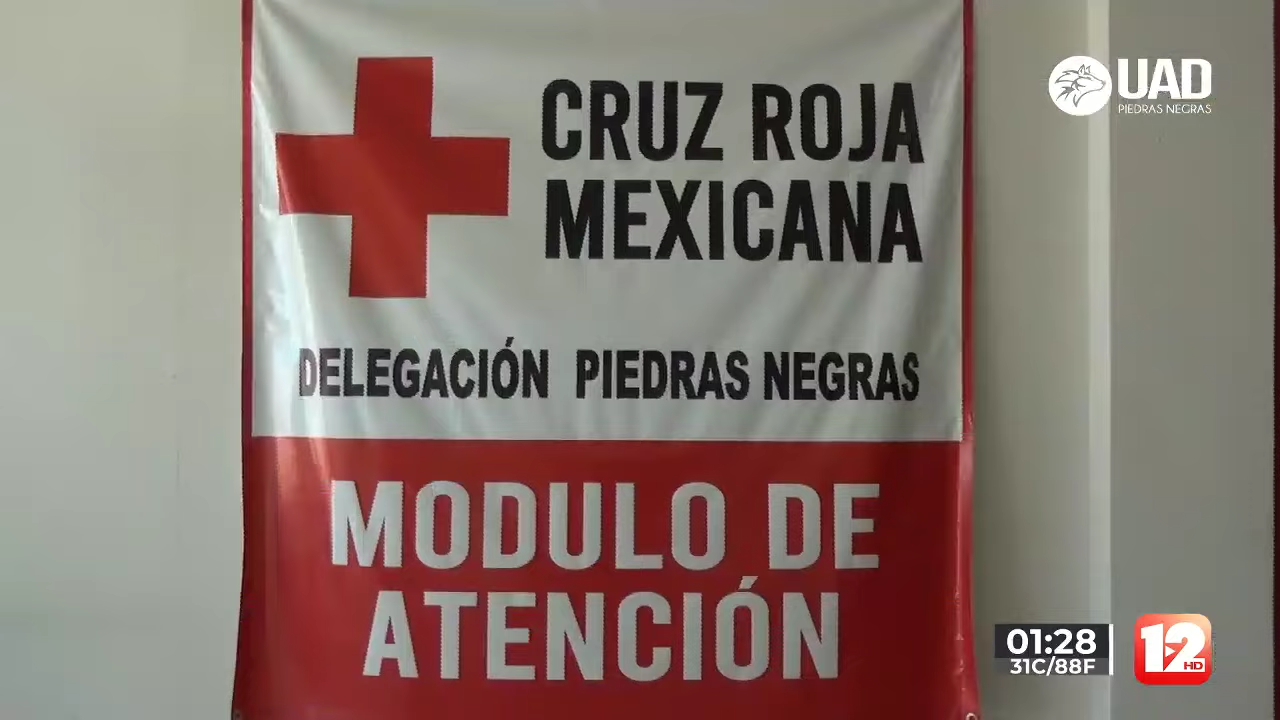 CRUZ ROJA
MEXICANA
DELEGACIÓN PIEDRAS NEGRAS
MODULO DE
ATENCIÓN
UAD
PIEDRAS NEGRAS
01:28
31C/88F
12
HD